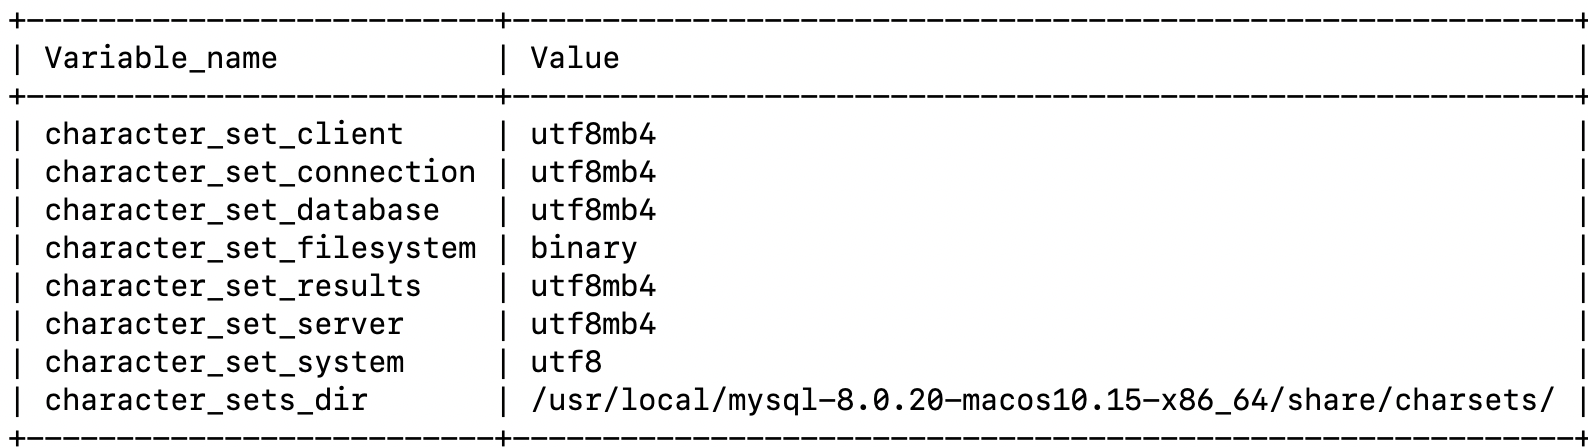 +--------------------------+-----------------------------------------------------------+
| Variable_name            | Value                                                     |
+--------------------------+-----------------------------------------------------------+
| character_set_client     | utf8mb4                                                   |
| character_set_connection | utf8mb4                                                   |
| character_set_database   | utf8mb4                                                   |
| character_set_filesystem | binary                                                    |
| character_set_results    | utf8mb4                                                   |
| character_set_server     | utf8mb4                                                   |
| character_set_system     | utf8                                                      |
| character_sets_dir       | /usr/local/mysql-8.0.20-macos10.15-x86_64/share/charsets/ |
+--------------------------+-----------------------------------------------------------+